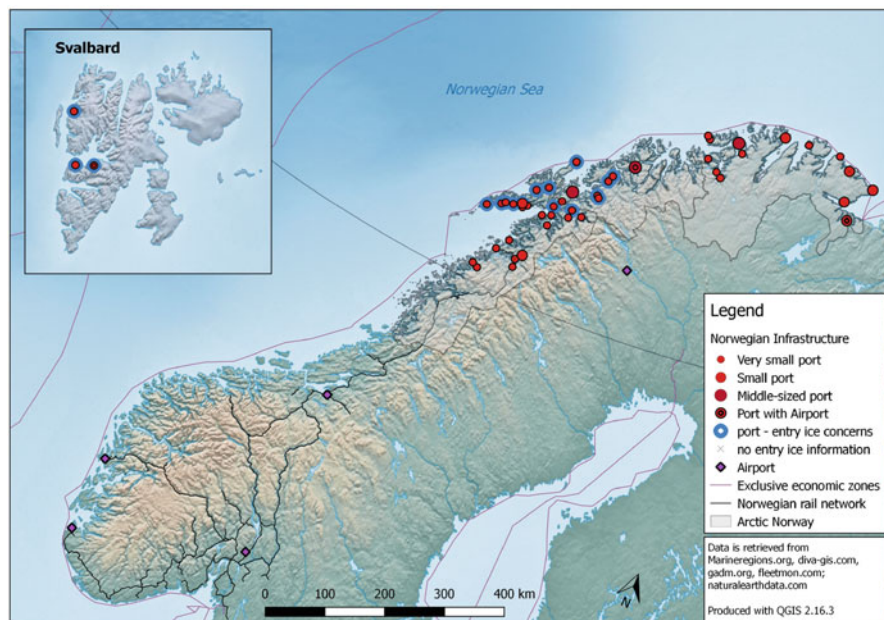 Svalbard
Norwegian Sea
Legend
Norwegian Infrastructure
Very small port
Small port
Middle-sized port
Port with Airport
port - entry ice concerns
no entry ice information
Airport
Exclusive economic zones
Norwegian rail network
Arctic Norway
Data is retrieved from
Marineregions.org, diva-gis.com,
gadm.org, fleetmon.com;
naturalearthdata.com
Produced with QGIS 2.16.3
N
0 100 200 300 400 km